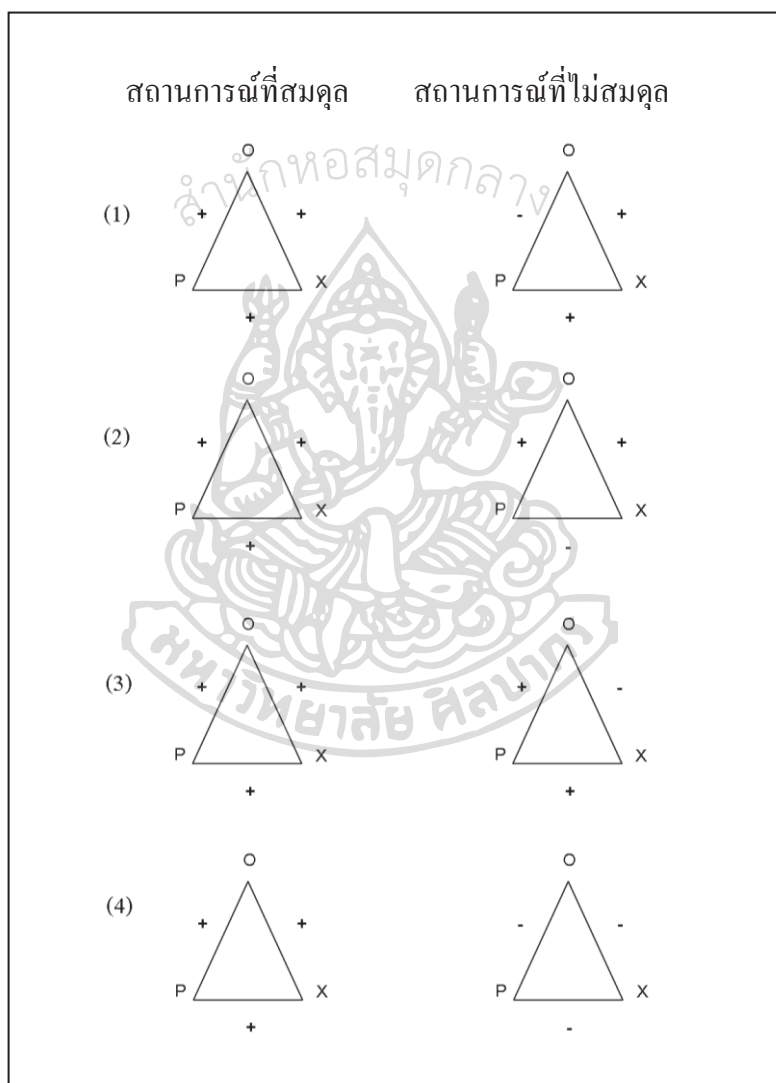 สถานการณ์ที่สมดุล สถานการณ์ที่ไม่สมดุล
สำนักหอสมุดกลาง
O O
(1) + + - +
P X P X
+ +
O O
(2) + + + +
P X P X
+ -
O O
(3) + + + -
P X P X
+ +
มหาวิทยาลัย ศิลปากร
O O
(4) + + - -
P X P X
+ -